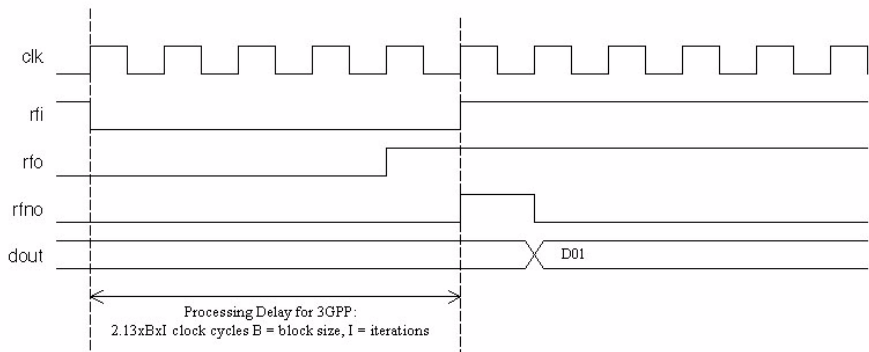 clk
rfi
rfo
rfno
dout
D01
Processing Delay for 3GPP:
2.13xBxI clock cycles B = block size, I = iterations